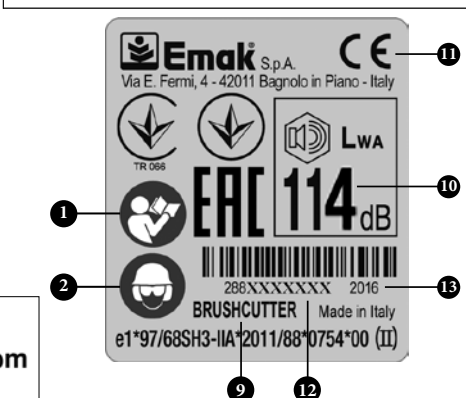 Emak S.p.A. CE
11
Via E. Fermi, 4 - 42011 Bagnolo in Piano - Italy
TR 066
LWA
EAC
114 dB
10
1
2
288XXXXXXX 2016
13
BRUSHCUTTER Made in Italy
om
e1*97/68SH3-IIA*2011/88*0754*00 (II)
9
12